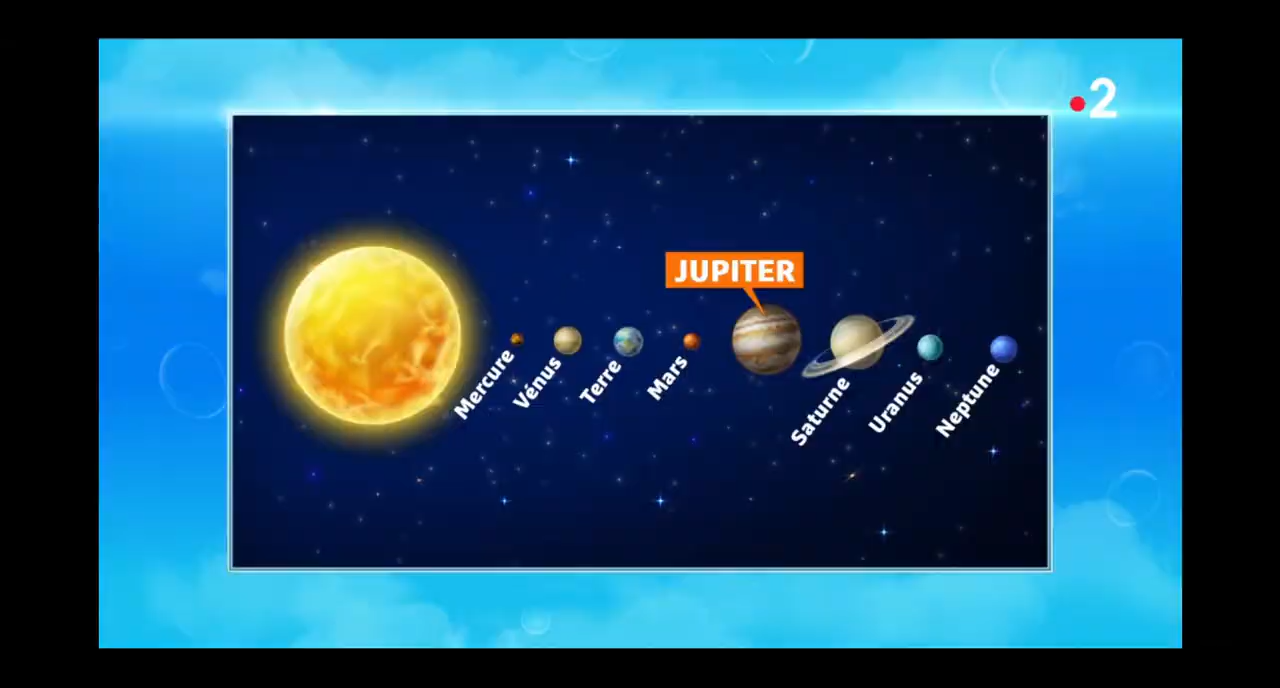 2
JUPITER
Mercure
Vénus
Terre
Mars
Saturne
Uranus
Neptune